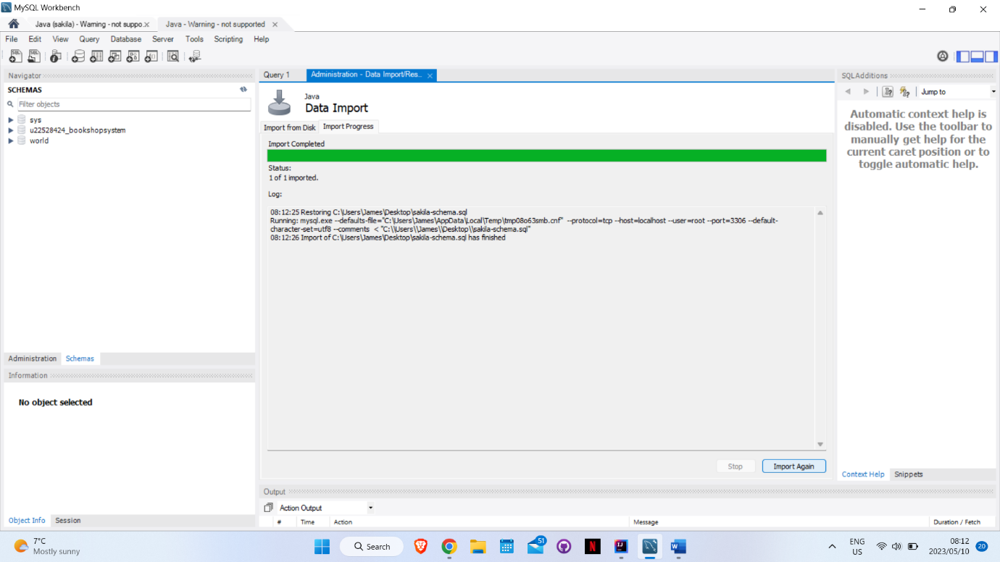 MySQL Workbench
Java (sakila) - Warning - not suppo.x
Java - Warning - not supported
File Edit View Query Database Server Tools Scripting Help
Navigator
SCHEMAS
Filter objects
sys
u22528424_bookshopsystem
world
Administration Schemas
Information
No object selected
Object Info Session
Query 1
Administration - Data Import/Res...
Java
Data Import
Import from Disk Import Progress
Import Completed
Status:
1 of 1 imported.
Log:
08:12:25 Restoring C:\Users\James\Desktop\sakila-schema.sql
Running: mysql.exe --defaults-file="C:\Users\James\AppData\Local\Temp\tmp08o63smb.cnf" --protocol=tcp --host=localhost --user=root --port=3306 --default-
character-set=utf8 --comments < "C:\\Users\\James\\Desktop\\sakila-schema.sql"
08:12:26 Import of C:\Users\James\Desktop\sakila-schema.sql has finished
Stop Import Again
Output
Action Output
# Time Action Message Duration / Fetch
SQLAdditions
Jump to
Automatic context help is
disabled. Use the toolbar to
manually get help for the
current caret position or to
toggle automatic help.
Context Help Snippets
7°C
Mostly sunny
Search
51
ENG
US
08:12
2023/05/10
20